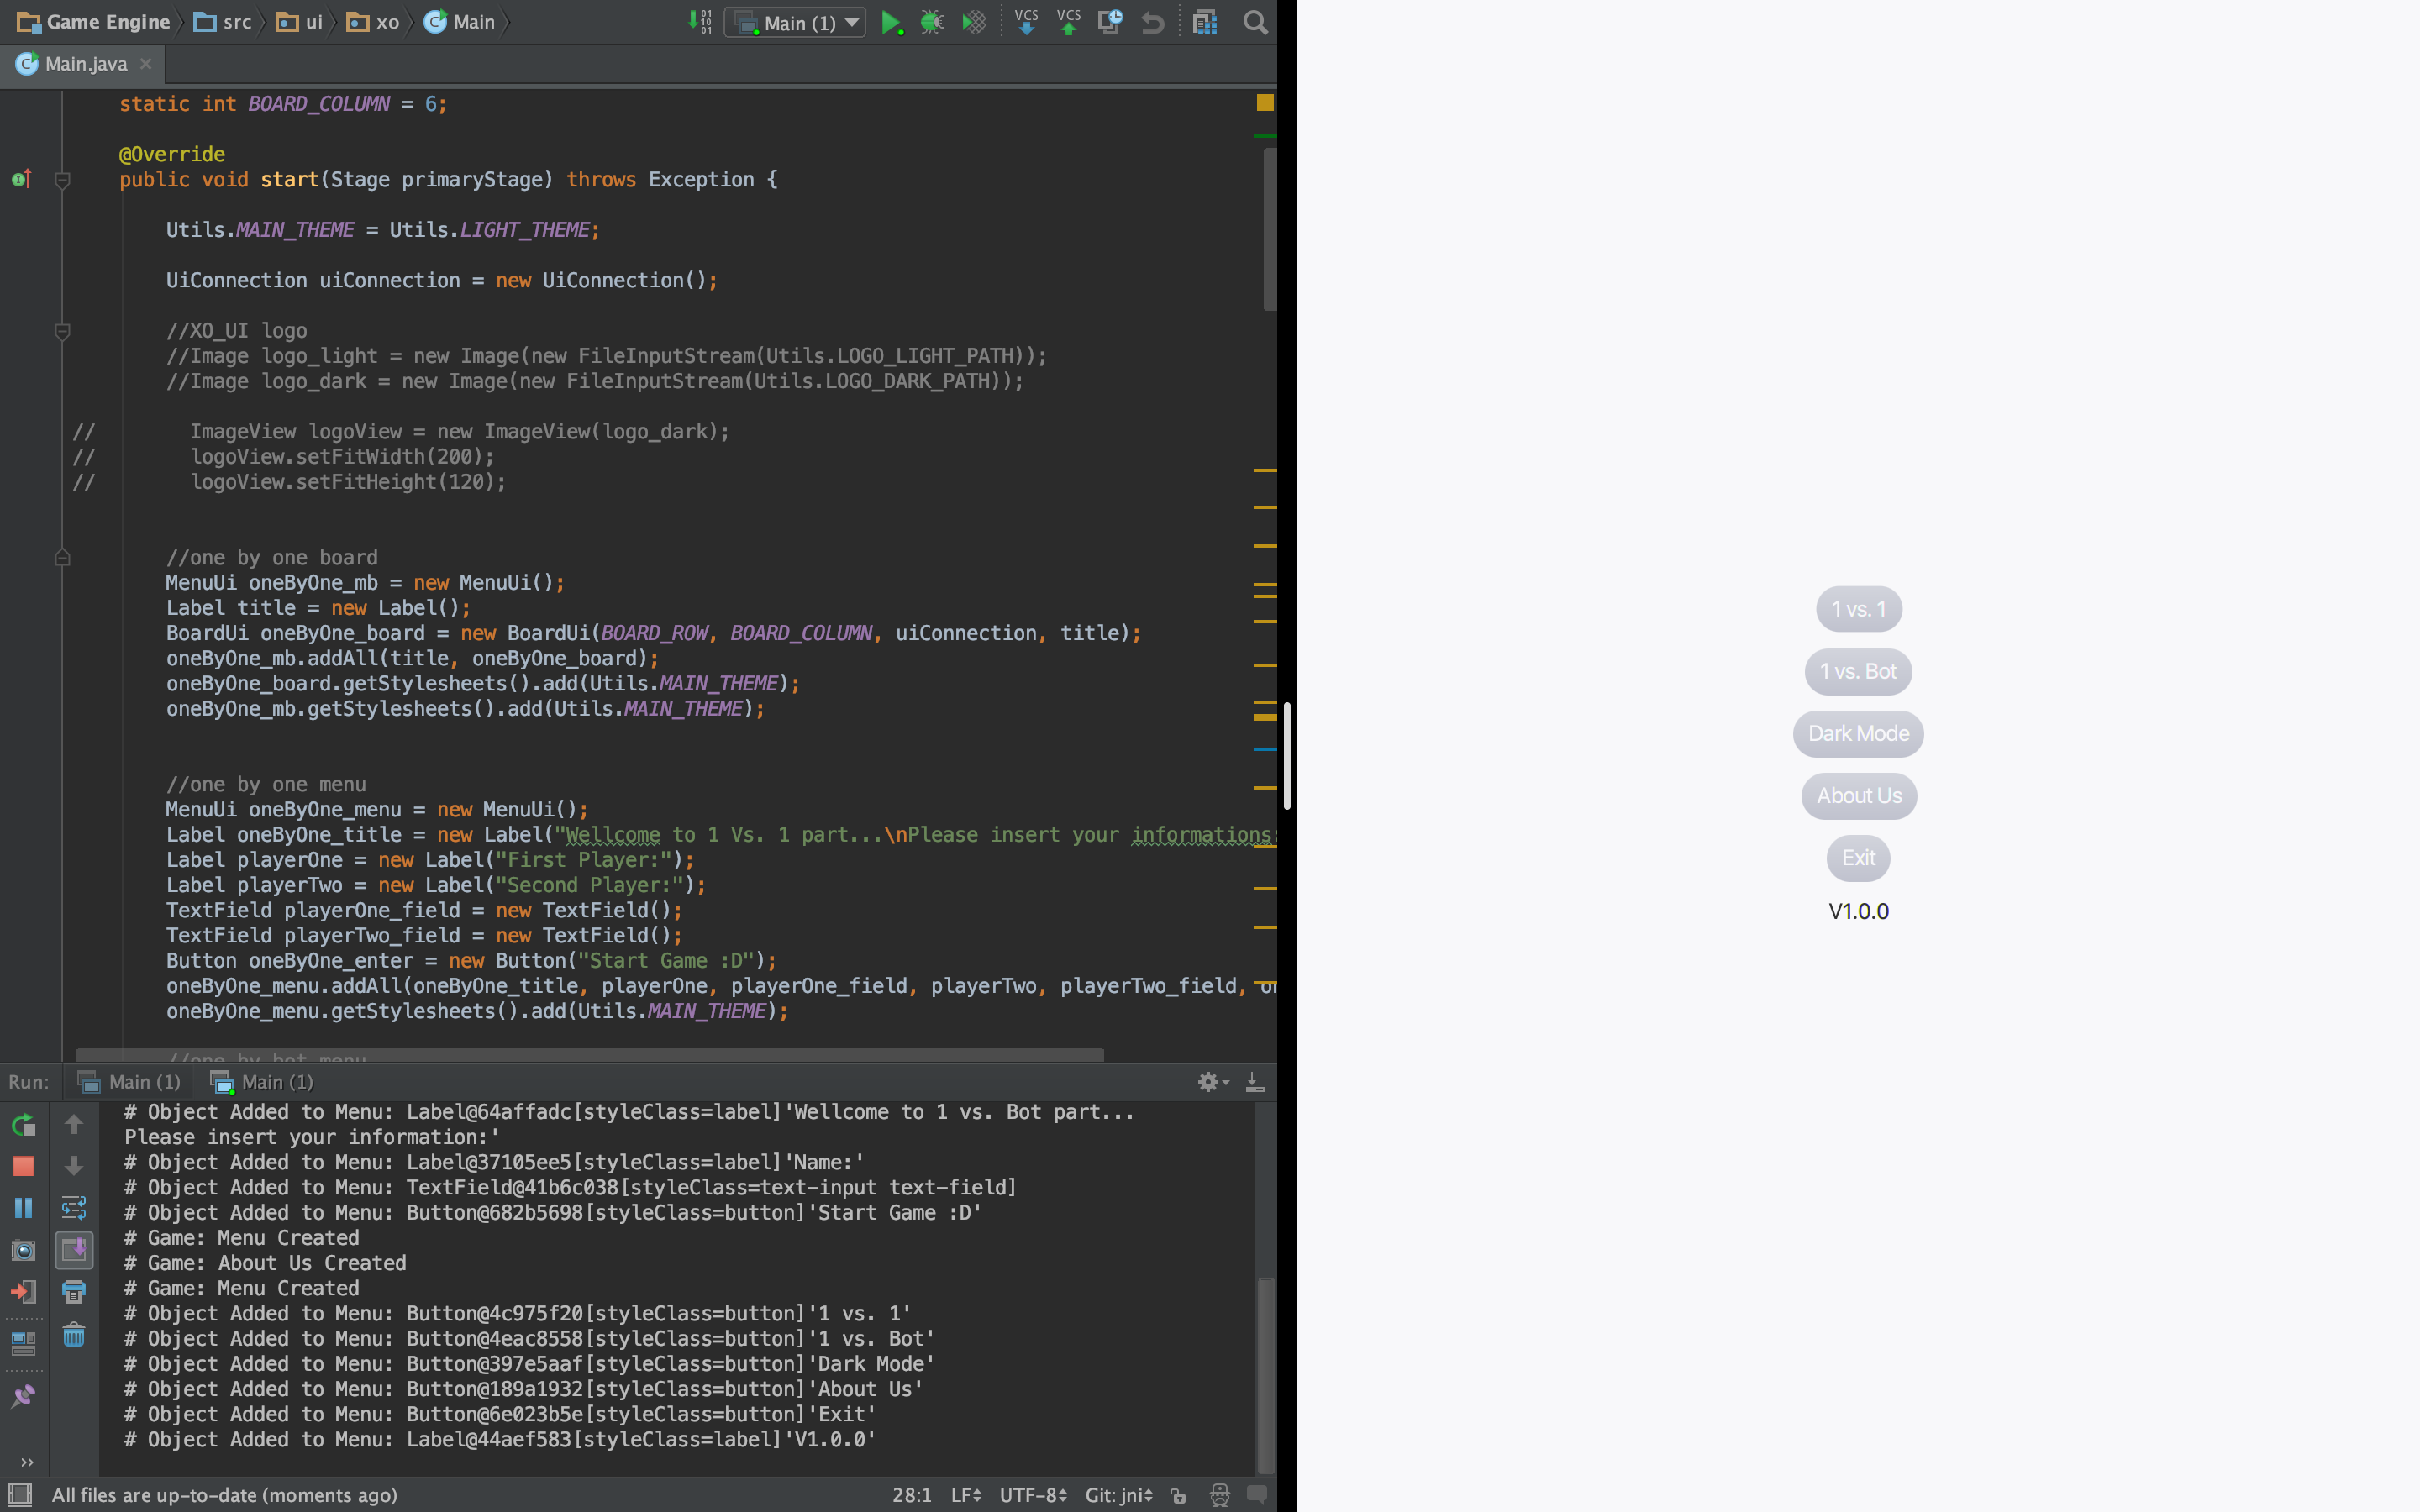 Game Engine src ui xo Main
Main (1)
VCS VCS
Main.java
static int BOARD_COLUMN = 6;
@Override
public void start(Stage primaryStage) throws Exception {
Utils.MAIN_THEME = Utils.LIGHT_THEME;
UiConnection uiConnection = new UiConnection();
//XO_UI logo
//Image logo_light = new Image(new FileInputStream(Utils.LOGO_LIGHT_PATH));
//Image logo_dark = new Image(new FileInputStream(Utils.LOGO_DARK_PATH));
// ImageView logoView = new ImageView(logo_dark);
// logoView.setFitWidth(200);
// logoView.setFitHeight(120);
//one by one board
MenuUi oneByOne_mb = new MenuUi();
Label title = new Label();
BoardUi oneByOne_board = new BoardUi(BOARD_ROW, BOARD_COLUMN, uiConnection, title);
oneByOne_mb.addAll(title, oneByOne_board);
oneByOne_board.getStylesheets().add(Utils.MAIN_THEME);
oneByOne_mb.getStylesheets().add(Utils.MAIN_THEME);
//one by one menu
MenuUi oneByOne_menu = new MenuUi();
Label oneByOne_title = new Label("Wellcome to 1 Vs. 1 part...\nPlease insert your informations:
Label playerOne = new Label("First Player:");
Label playerTwo = new Label("Second Player:");
TextField playerOne_field = new TextField();
TextField playerTwo_field = new TextField();
Button oneByOne_enter = new Button("Start Game :D");
oneByOne_menu.addAll(oneByOne_title, playerOne, playerOne_field, playerTwo, playerTwo_field,
oneByOne_menu.getStylesheets().add(Utils.MAIN_THEME);
//one by bot menu
Run: Main (1) Main (1)
# Object Added to Menu: Label@64affadc[styleClass=label]'Wellcome to 1 vs. Bot part...
Please insert your information:'
# Object Added to Menu: Label@37105ee5[styleClass=label]'Name:'
# Object Added to Menu: TextField@41b6c038[styleClass=text-input text-field]
# Object Added to Menu: Button@682b5698[styleClass=button]'Start Game :D'
# Game: Menu Created
# Game: About Us Created
# Game: Menu Created
# Object Added to Menu: Button@4c975f20[styleClass=button]'1 vs. 1'
# Object Added to Menu: Button@4eac8558[styleClass=button]'1 vs. Bot'
# Object Added to Menu: Button@397e5aaf[styleClass=button]'Dark Mode'
# Object Added to Menu: Button@189a1932[styleClass=button]'About Us'
# Object Added to Menu: Button@6e023b5e[styleClass=button]'Exit'
# Object Added to Menu: Label@44aef583[styleClass=label]'V1.0.0'
All files are up-to-date (moments ago)
28:1 LF UTF-8 Git: jni
1 vs. 1
1 vs. Bot
Dark Mode
About Us
Exit
V1.0.0